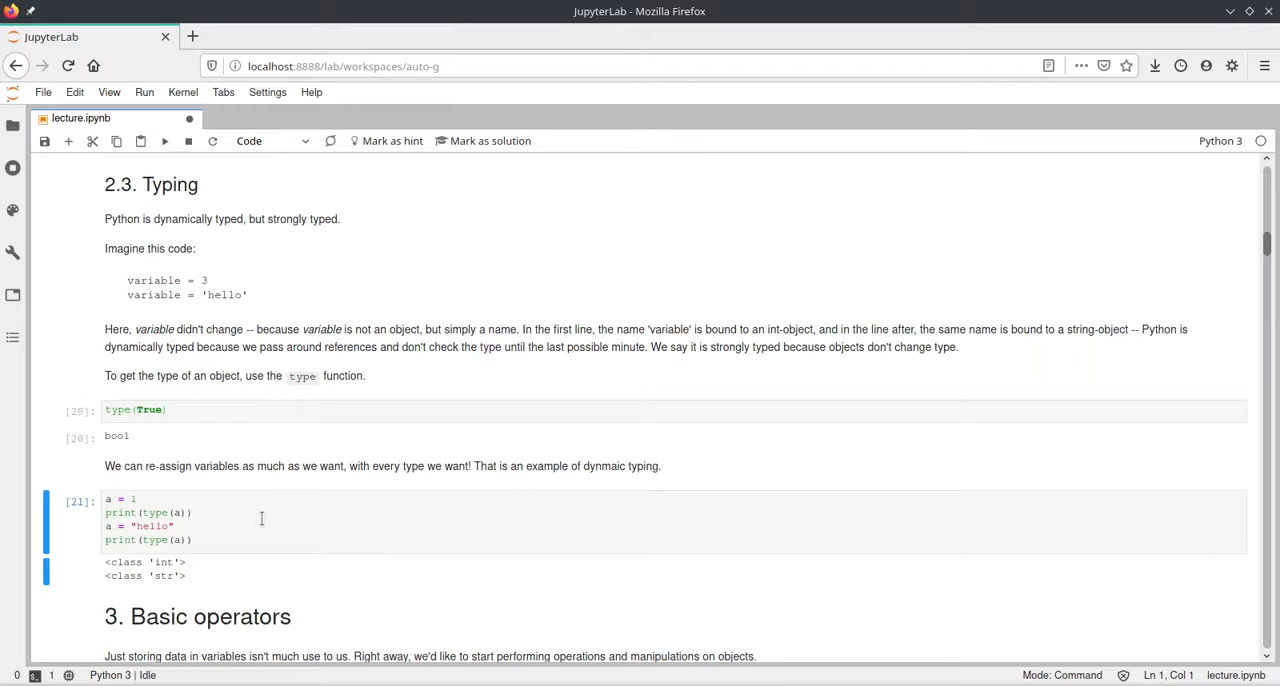 JupyterLab - Mozilla Firefox
JupyterLab
localhost:8888/lab/workspaces/auto-g
File Edit View Run Kernel Tabs Settings Help
lecture.ipynb
Code Mark as hint Mark as solution Python 3
2.3. Typing
Python is dynamically typed, but strongly typed.
Imagine this code:
variable = 3
variable = 'hello'
Here, variable didn't change -- because variable is not an object, but simply a name. In the first line, the name 'variable' is bound to an int-object, and in the line after, the same name is bound to a string-object -- Python is
dynamically typed because we pass around references and don't check the type until the last possible minute. We say it is strongly typed because objects don't change type.
To get the type of an object, use the type function.
[20]: type(True)
[20]: bool
We can re-assign variables as much as we want, with every type we want! That is an example of dynmaic typing.
[21]: a = 1
print(type(a))
a = "hello"
print(type(a))
<class 'int'>
<class 'str'>
3. Basic operators
Just storing data in variables isn't much use to us. Right away, we'd like to start performing operations and manipulations on objects.
0 1 Python 3 | Idle Mode: Command Ln 1, Col 1 lecture.ipynb